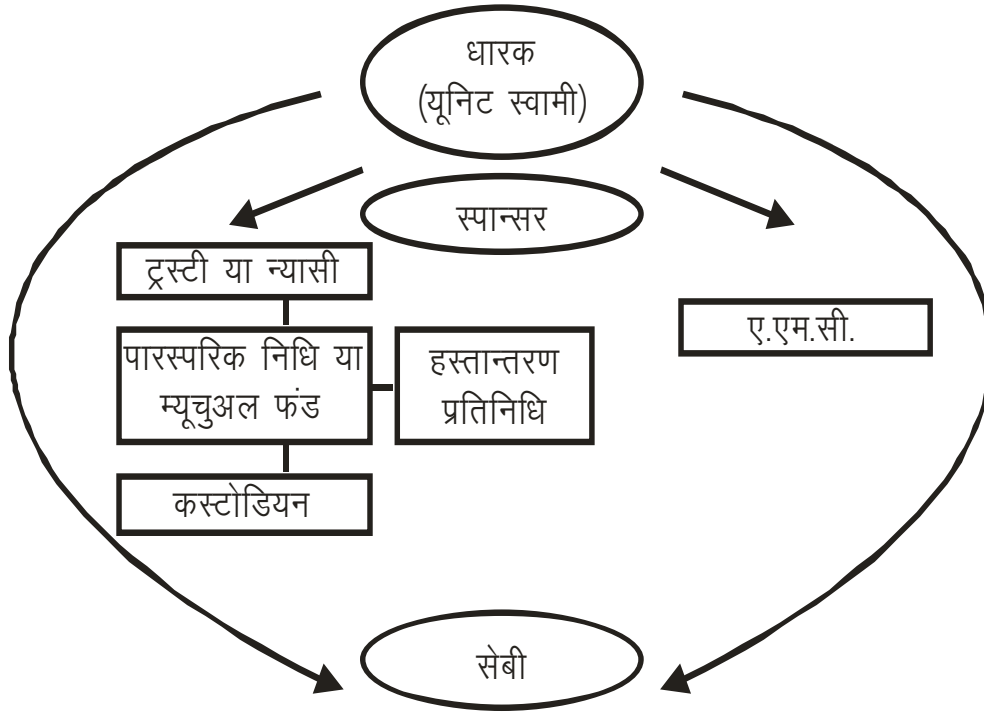 धारक
(यूनिट स्वामी)
स्पान्सर
ट्रस्टी या न्यासी
ए.एम.सी.
पारस्परिक निधि या
म्यूचुअल फंड
हस्तान्तरण
प्रतिनिधि
कस्टोडियन
सेबी